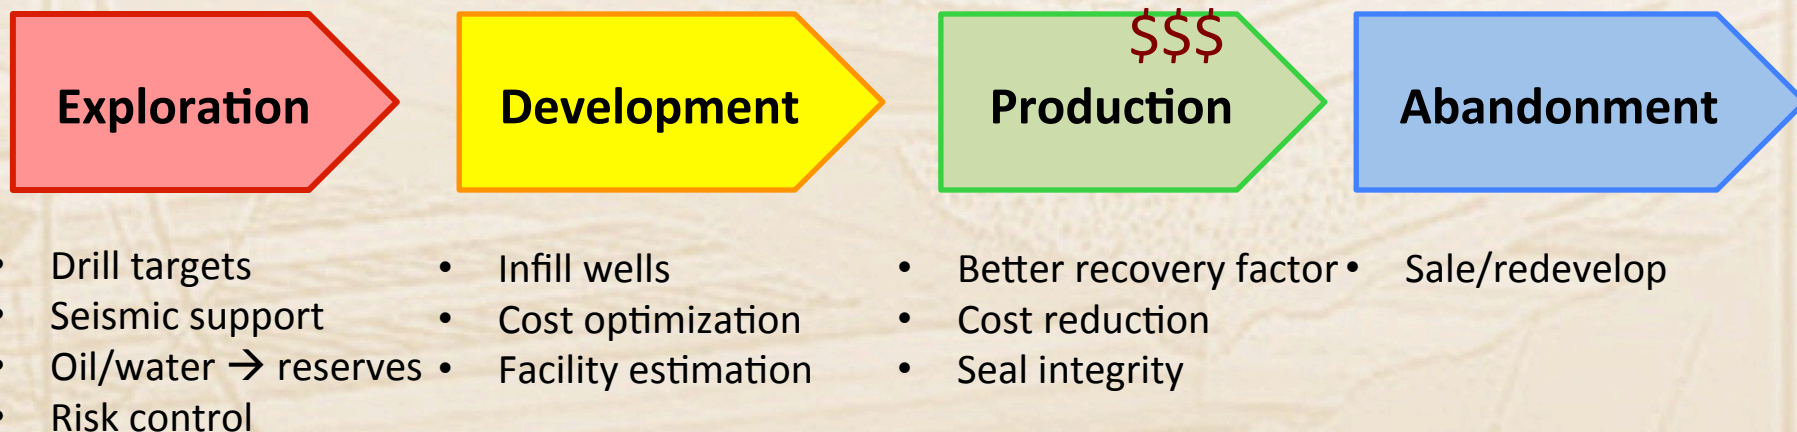 $$$
Exploration
Development
Production
Abandonment
• Drill targets
• Seismic support
• Oil/water → reserves
• Risk control
• Infill wells
• Cost optimization
• Facility estimation
• Better recovery factor
• Cost reduction
• Seal integrity
• Sale/redevelop